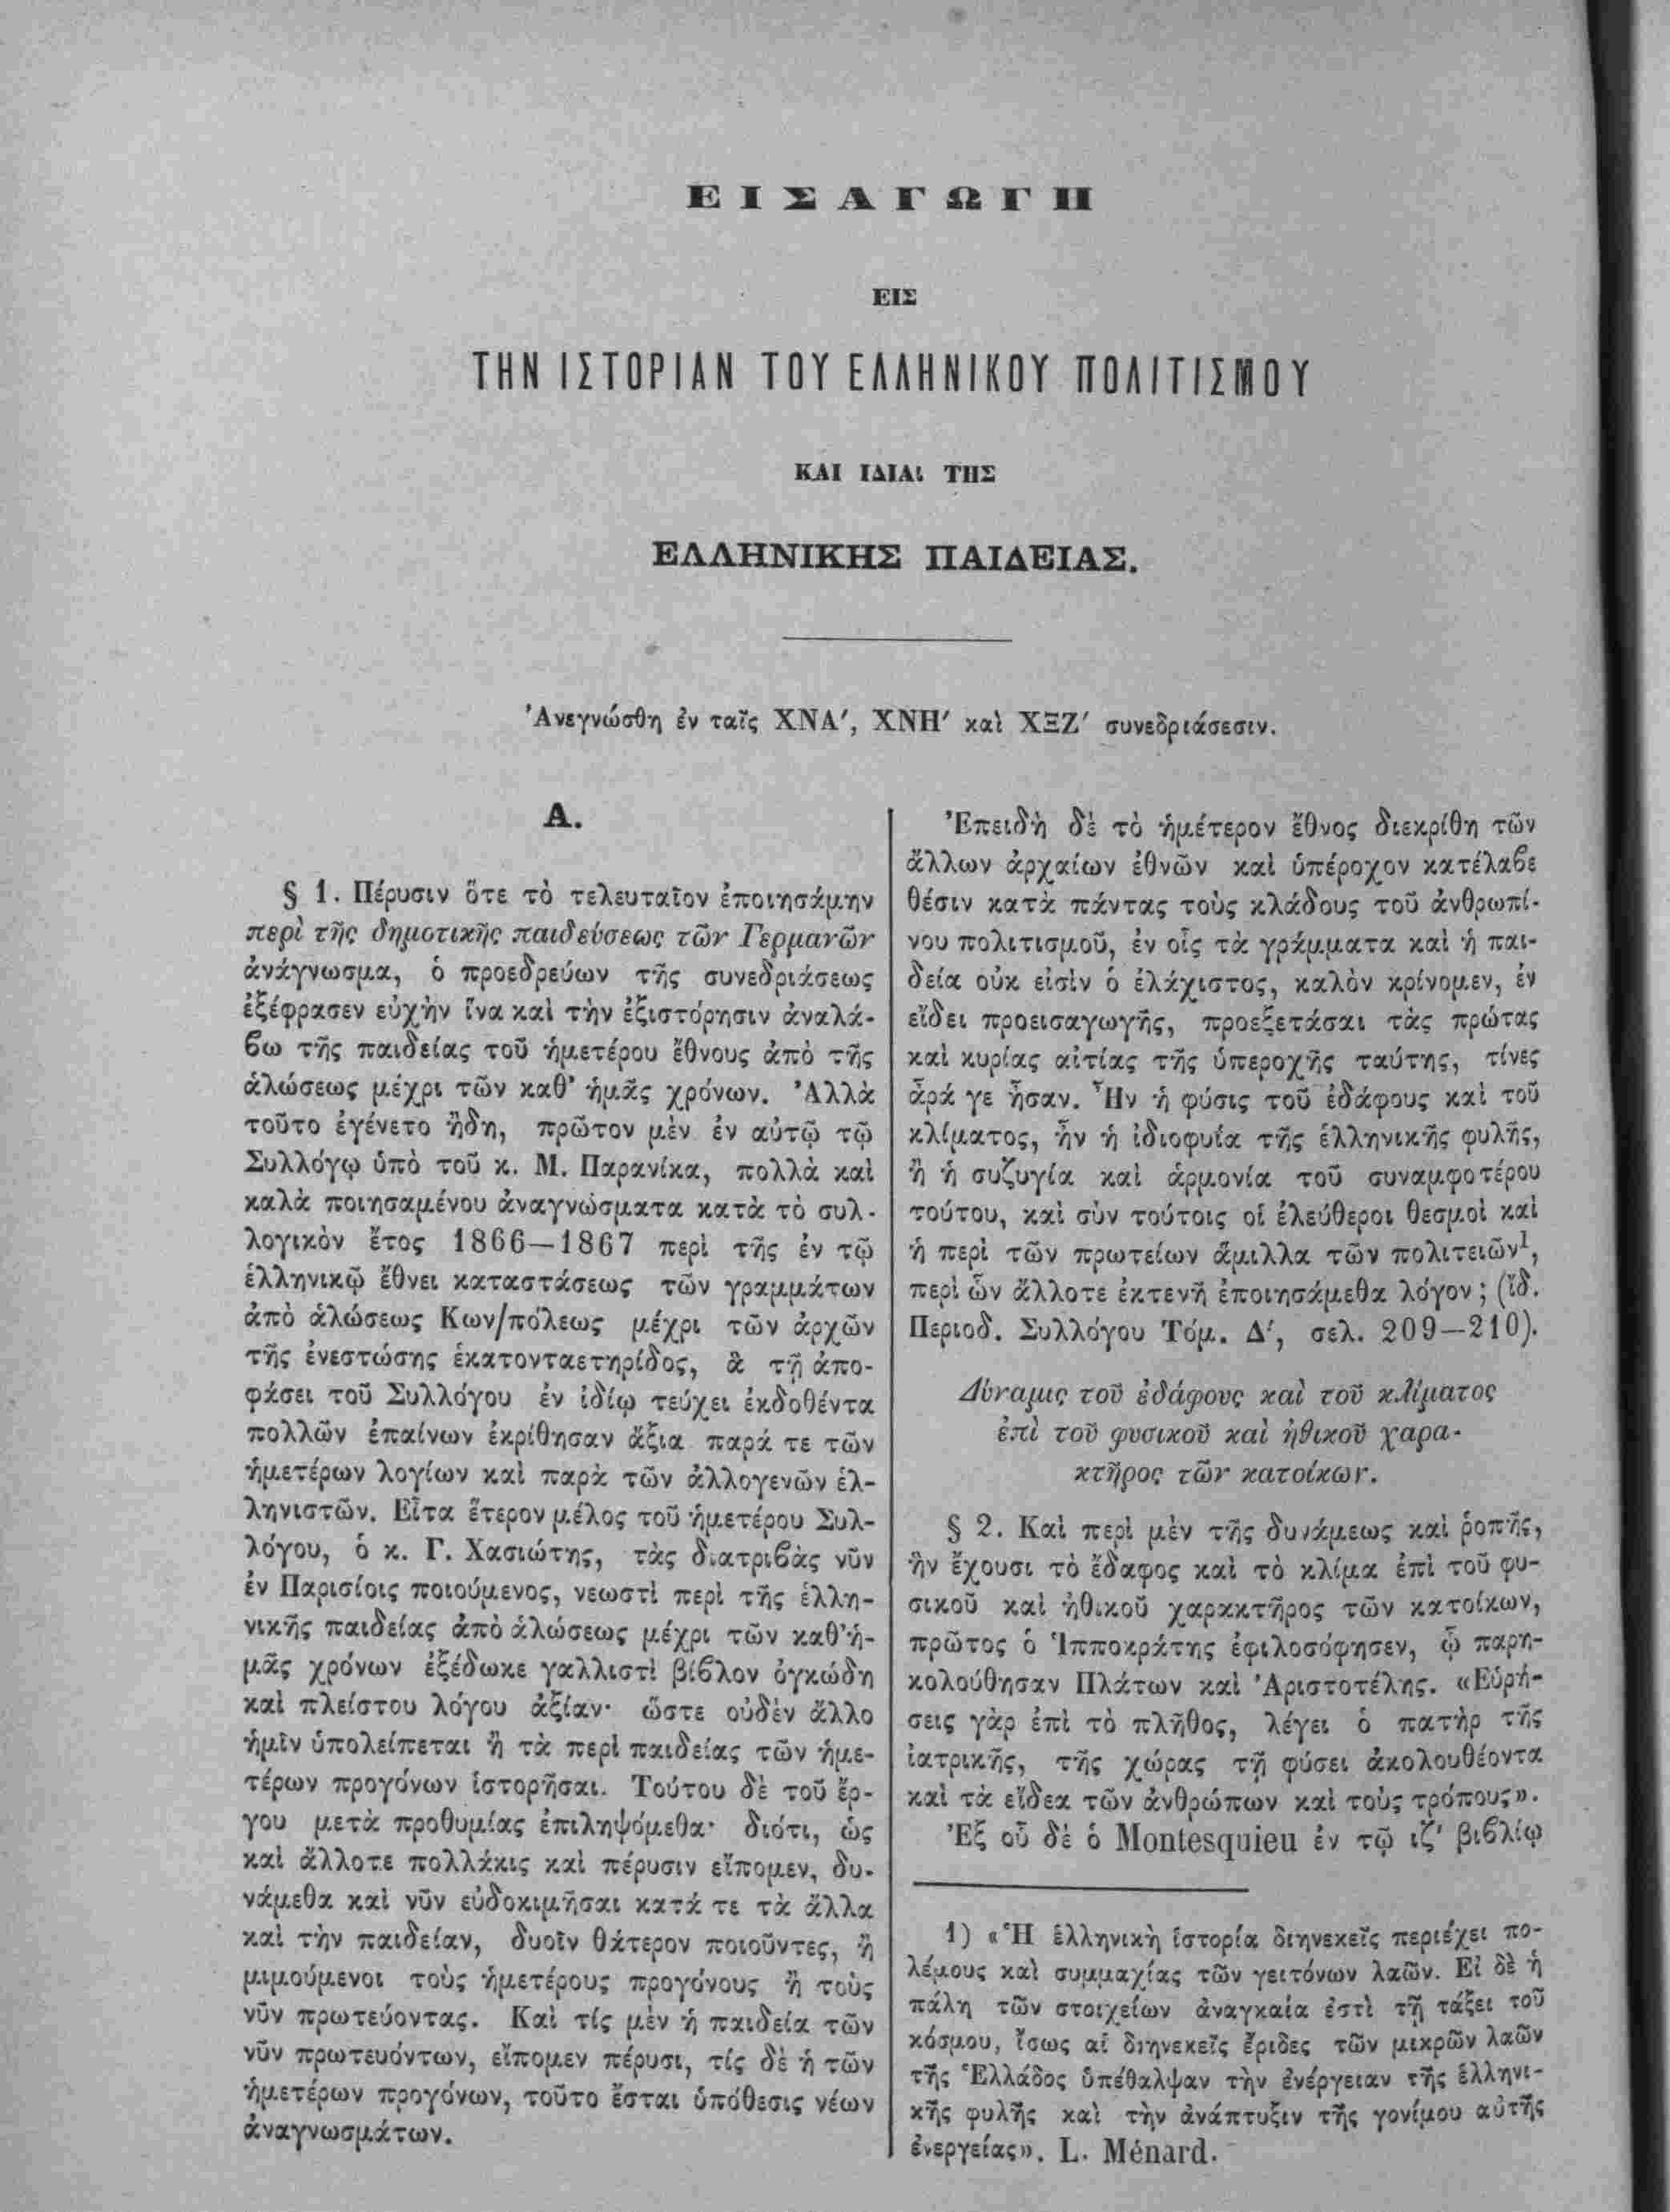 ΕΙΣΑΓΩΓΗ
ΕΙΣ
ΤΗΝ ΙΣΤΟΡΙΑΝ ΤΟΥ ΕΛΛΗΝΙΚΟΥ ΠΟΛΙΤΙΣΜΟΥ
ΚΑΙ ΙΔΙΑΙ ΤΗΣ
ΕΛΛΗΝΙΚΗΣ ΠΑΙΔΕΙΑΣ.
Ἀνεγνώσθη ἐν ταῖς ΧΝΑ′, ΧΝΗ′ καὶ ΧΞΖ′ συνεδριάσεσιν.
Α.
§ 1. Πέρυσιν ὅτε τὸ τελευταῖον ἐποιησάμην
περὶ τῆς δημοτικῆς παιδεύσεως τῶν Γερμανῶν
ἀνάγνωσμα, ὁ προεδρεύων τῆς συνεδριάσεως
ἐξέφρασεν εὐχὴν ἵνα καὶ τὴν ἐξιστόρησιν ἀναλά-
βω τῆς παιδείας τοῦ ἡμετέρου ἔθνους ἀπὸ τῆς
ἁλώσεως μέχρι τῶν καθ' ἡμᾶς χρόνων. Ἀλλὰ
τοῦτο ἐγένετο ἤδη, πρῶτον μὲν ἐν αὐτῷ τῷ
Συλλόγῳ ὑπὸ τοῦ κ. Μ. Παρανίκα, πολλὰ καὶ
καλὰ ποιησαμένου ἀναγνώσματα κατὰ τὸ συλ-
λογικὸν ἔτος 1866—1867 περὶ τῆς ἐν τῷ
ἑλληνικῷ ἔθνει καταστάσεως τῶν γραμμάτων
ἀπὸ ἁλώσεως Κων/πόλεως μέχρι τῶν ἀρχῶν
τῆς ἐνεστώσης ἑκατονταετηρίδος, ἃ τῇ ἀπο-
φάσει τοῦ Συλλόγου ἐν ἰδίῳ τεύχει ἐκδοθέντα
πολλῶν ἐπαίνων ἐκρίθησαν ἄξια παρά τε τῶν
ἡμετέρων λογίων καὶ παρὰ τῶν ἀλλογενῶν ἑλ-
ληνιστῶν. Εἶτα ἕτερον μέλος τοῦ ἡμετέρου Συλ-
λόγου, ὁ κ. Γ. Χασιώτης, τὰς διατριβὰς νῦν
ἐν Παρισίοις ποιούμενος, νεωστὶ περὶ τῆς ἑλλη-
νικῆς παιδείας ἀπὸ ἁλώσεως μέχρι τῶν καθ' ἡ-
μᾶς χρόνων ἐξέδωκε γαλλιστὶ βίβλον ὀγκώδη
καὶ πλείστου λόγου ἀξίαν· ὥστε οὐδὲν ἄλλο
ἡμῖν ὑπολείπεται ἢ τὰ περὶ παιδείας τῶν ἡμε-
τέρων προγόνων ἱστορῆσαι. Τούτου δὲ τοῦ ἔρ-
γου μετὰ προθυμίας ἐπιληψόμεθα· διότι, ὡς
καὶ ἄλλοτε πολλάκις καὶ πέρυσιν εἴπομεν, δυ-
νάμεθα καὶ νῦν εὐδοκιμῆσαι κατά τε τὰ ἄλλα
καὶ τὴν παιδείαν, δυοῖν θάτερον ποιοῦντες, ἢ
μιμούμενοι τοὺς ἡμετέρους προγόνους ἢ τοὺς
νῦν πρωτεύοντας. Καὶ τίς μὲν ἡ παιδεία τῶν
νῦν πρωτευόντων, εἴπομεν πέρυσι, τίς δὲ ἡ τῶν
ἡμετέρων προγόνων, τοῦτο ἔσται ὑπόθεσις νέων
ἀναγνωσμάτων.
Ἐπειδὴ δὲ τὸ ἡμέτερον ἔθνος διεκρίθη τῶν
ἄλλων ἀρχαίων ἐθνῶν καὶ ὑπέροχον κατέλαβε
θέσιν κατὰ πάντας τοὺς κλάδους τοῦ ἀνθρωπί-
νου πολιτισμοῦ, ἐν οἷς τὰ γράμματα καὶ ἡ παι-
δεία οὐκ εἰσὶν ὁ ἐλάχιστος, καλὸν κρίνομεν, ἐν
εἴδει προεισαγωγῆς, προεξετάσαι τὰς πρώτας
καὶ κυρίας αἰτίας τῆς ὑπεροχῆς ταύτης, τίνες
ἆρά γε ἦσαν. Ἦν ἡ φύσις τοῦ ἐδάφους καὶ τοῦ
κλίματος, ἦν ἡ ἰδιοφυία τῆς ἑλληνικῆς φυλῆς,
ἢ ἡ συζυγία καὶ ἁρμονία τοῦ συναμφοτέρου
τούτου, καὶ σὺν τούτοις οἱ ἐλεύθεροι θεσμοὶ καὶ
ἡ περὶ τῶν πρωτείων ἅμιλλα τῶν πολιτειῶν¹,
περὶ ὧν ἄλλοτε ἐκτενῆ ἐποιησάμεθα λόγον; (ἴδ.
Περιοδ. Συλλόγου Τόμ. Δ′, σελ. 209—210).
Δύναμις τοῦ ἐδάφους καὶ τοῦ κλίματος
ἐπὶ τοῦ φυσικοῦ καὶ ἠθικοῦ χαρα-
κτῆρος τῶν κατοίκων.
§ 2. Καὶ περὶ μὲν τῆς δυνάμεως καὶ ῥοπῆς,
ἣν ἔχουσι τὸ ἔδαφος καὶ τὸ κλίμα ἐπὶ τοῦ φυ-
σικοῦ καὶ ἠθικοῦ χαρακτῆρος τῶν κατοίκων,
πρῶτος ὁ Ἱπποκράτης ἐφιλοσόφησεν, ᾧ παρη-
κολούθησαν Πλάτων καὶ Ἀριστοτέλης. «Εὑρή-
σεις γὰρ ἐπὶ τὸ πλῆθος, λέγει ὁ πατὴρ τῆς
ἰατρικῆς, τῆς χώρας τῇ φύσει ἀκολουθέοντα
καὶ τὰ εἴδεα τῶν ἀνθρώπων καὶ τοὺς τρόπους».
Ἐξ οὗ δὲ ὁ Montesquieu ἐν τῷ ιζ′ βιβλίῳ
1) «Ἡ ἑλληνικὴ ἱστορία διηνεκεῖς περιέχει πο-
λέμους καὶ συμμαχίας τῶν γειτόνων λαῶν. Εἰ δὲ ἡ
πάλη τῶν στοιχείων ἀναγκαία ἐστὶ τῇ τάξει τοῦ
κόσμου, ἴσως αἱ διηνεκεῖς ἔριδες τῶν μικρῶν λαῶν
τῆς Ἑλλάδος ὑπέθαλψαν τὴν ἐνέργειαν τῆς ἑλληνι-
κῆς φυλῆς καὶ τὴν ἀνάπτυξιν τῆς γονίμου αὐτῆς
ἐνεργείας». L. Ménard.